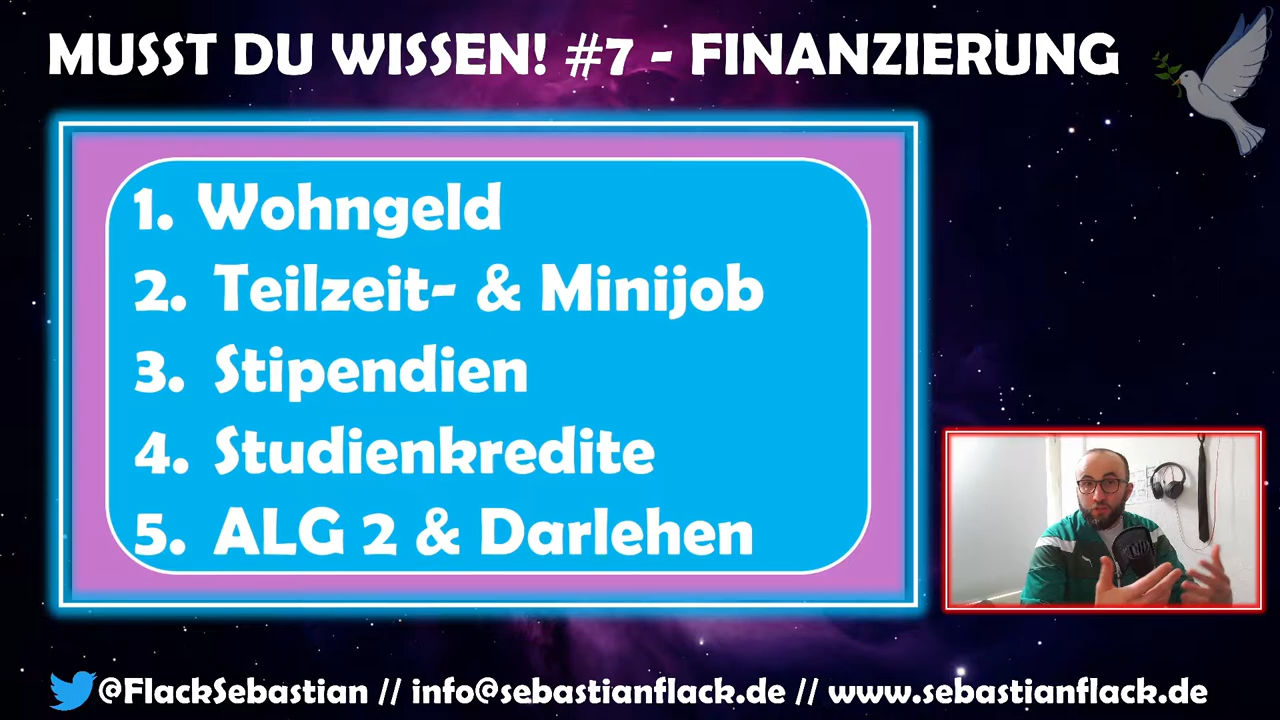 MUSST DU WISSEN! #7 - FINANZIERUNG
1. Wohngeld
2. Teilzeit- & Minijob
3. Stipendien
4. Studienkredite
5. ALG 2 & Darlehen
@FlackSebastian // info@sebastianflack.de // www.sebastianflack.de